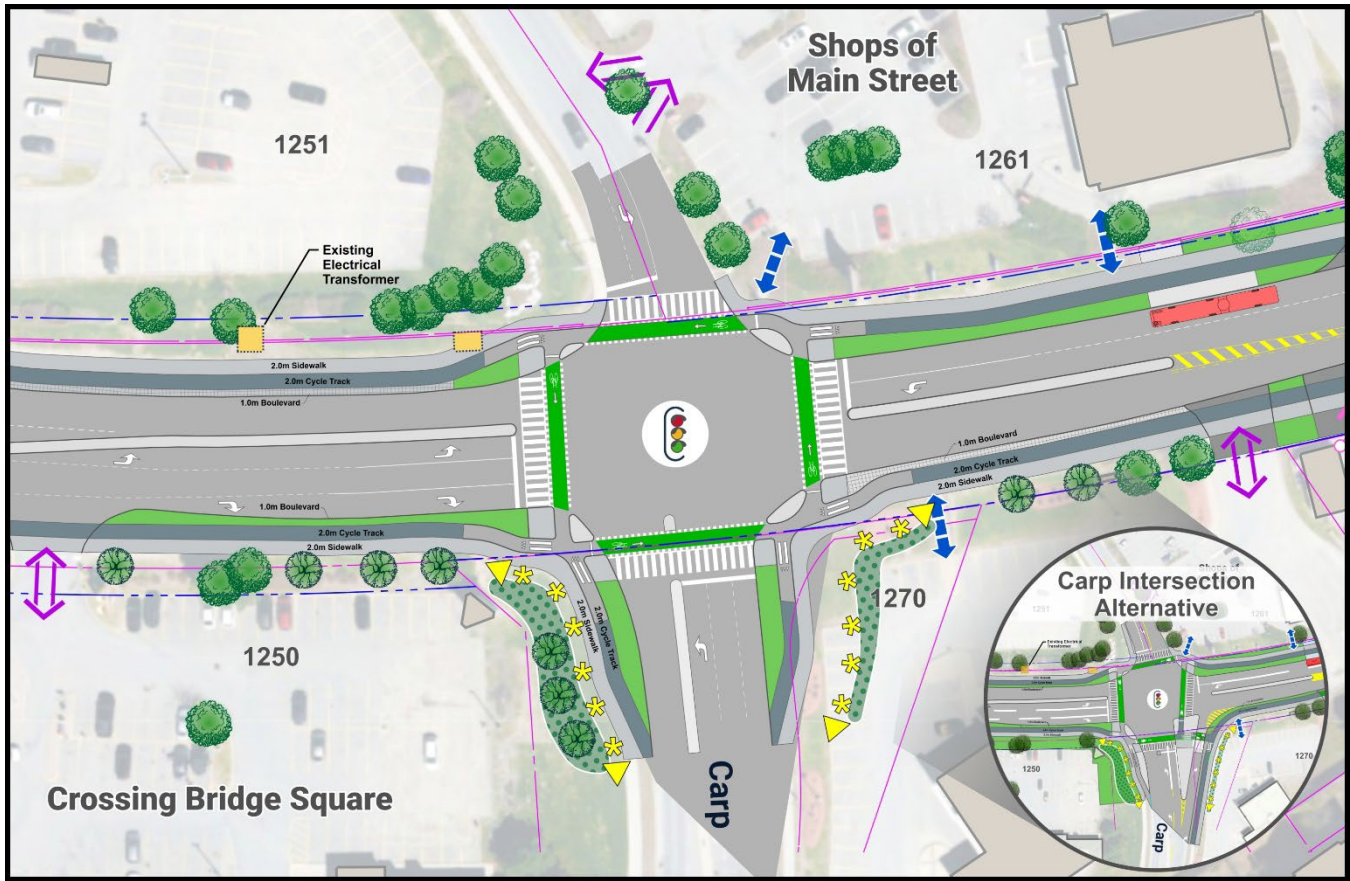 Shops of
Main Street
1251
1261
Existing
Electrical
Transformer
2.0m Sidewalk
2.0m Cycle Track
1.0m Boulevard
1.0m Boulevard
2.0m Cycle Track
2.0m Sidewalk
1.0m Boulevard
2.0m Cycle Track
2.0m Sidewalk
2.0m Cycle Track
2.0m Sidewalk
1250
1270
Crossing Bridge Square
Carp
Carp Intersection
Alternative
1251
1261
Existing Electrical
Transformer
1250
1270
Carp